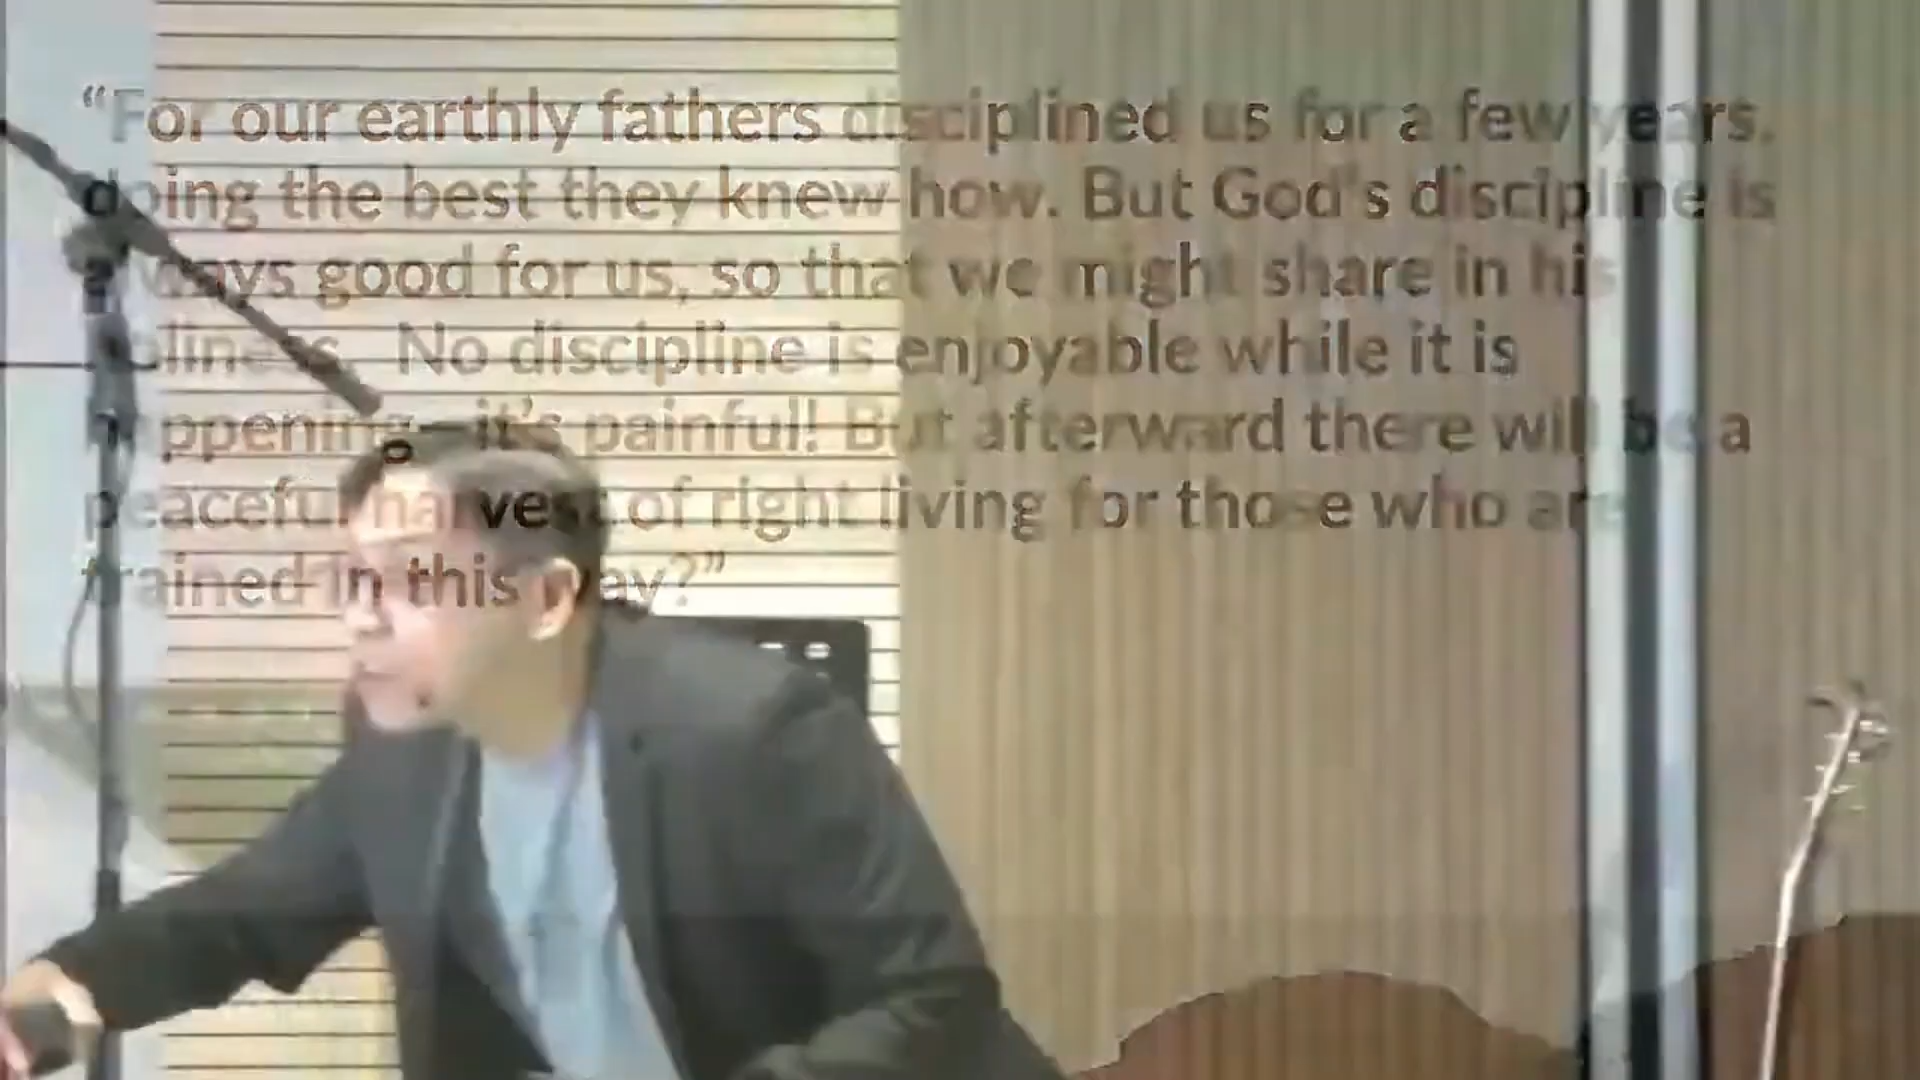 “For our earthly fathers disciplined us for a few years,
doing the best they knew how. But God's discipline is
always good for us, so that we might share in his
holiness. No discipline is enjoyable while it is
happening—it’s painful! But afterward there will be a
peaceful harvest of right living for those who are
trained in this way?”